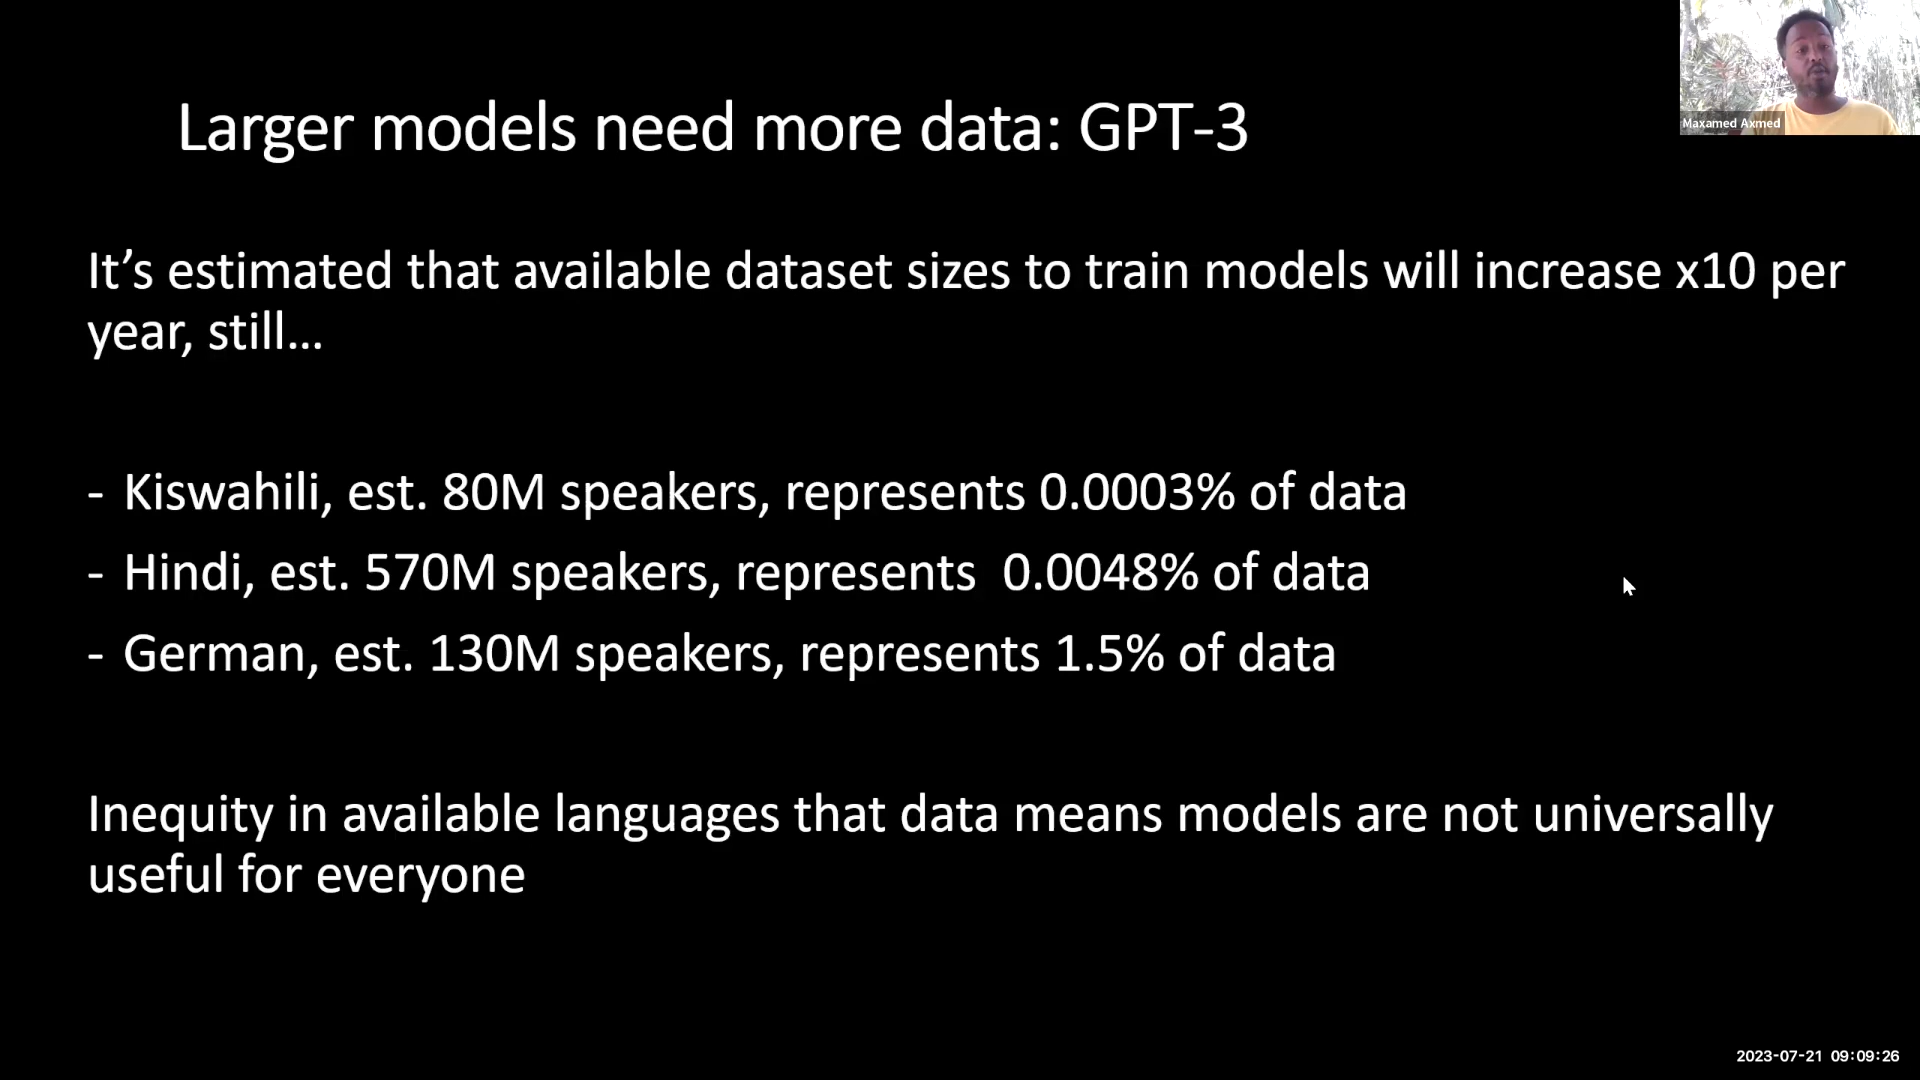 Maxamed Axmed
Larger models need more data: GPT-3
It’s estimated that available dataset sizes to train models will increase x10 per
year, still...
- Kiswahili, est. 80M speakers, represents 0.0003% of data
- Hindi, est. 570M speakers, represents  0.0048% of data
- German, est. 130M speakers, represents 1.5% of data
Inequity in available languages that data means models are not universally
useful for everyone
2023-07-21 09:09:26